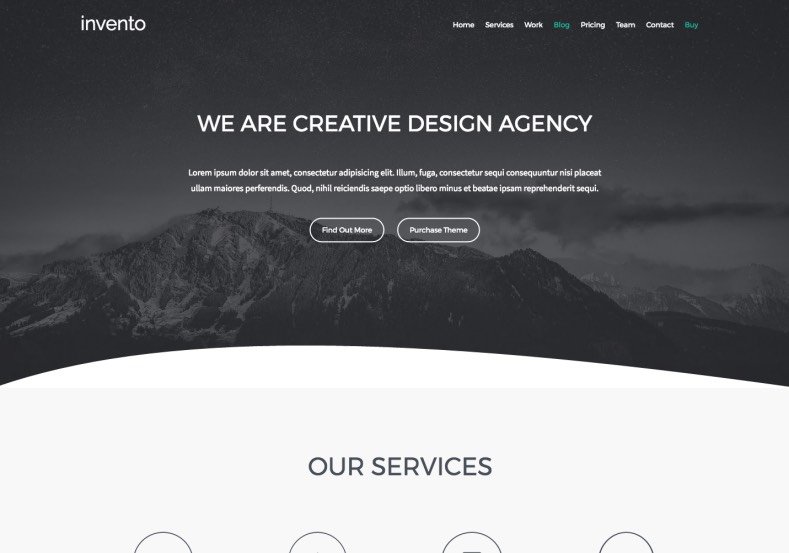 invento
Home Services Work Blog Pricing Team Contact Buy
WE ARE CREATIVE DESIGN AGENCY
Lorem ipsum dolor sit amet, consectetur adipisicing elit. Illum, fuga, consectetur sequi consequuntur nisi placeat
ullam maiores perferendis. Quod, nihil reiciendis saepe optio libero minus et beatae ipsam reprehenderit sequi.
Find Out More Purchase Theme
OUR SERVICES